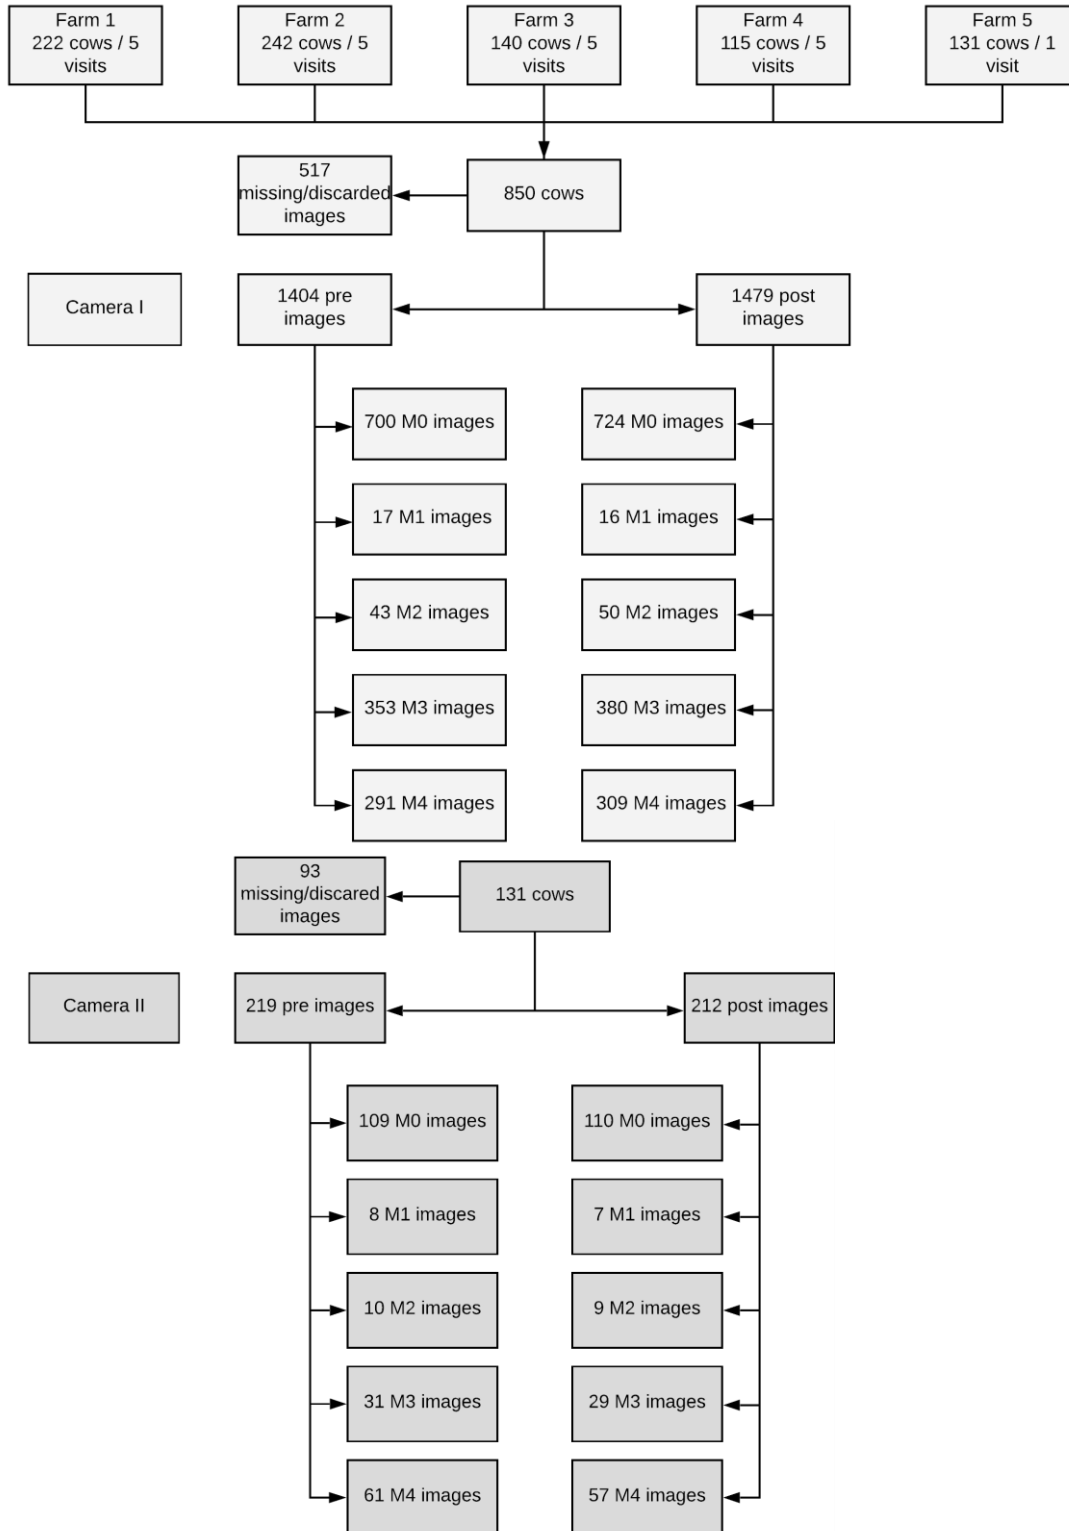 Farm 1
222 cows / 5
visits
Farm 2
242 cows / 5
visits
Farm 3
140 cows / 5
visits
Farm 4
115 cows / 5
visits
Farm 5
131 cows / 1
visit
517
missing/discarded
images
850 cows
Camera I
1404 pre
images
1479 post
images
700 M0 images
724 M0 images
17 M1 images
16 M1 images
43 M2 images
50 M2 images
353 M3 images
380 M3 images
291 M4 images
309 M4 images
93
missing/discared
images
131 cows
Camera II
219 pre images
212 post images
109 M0 images
110 M0 images
8 M1 images
7 M1 images
10 M2 images
9 M2 images
31 M3 images
29 M3 images
61 M4 images
57 M4 images